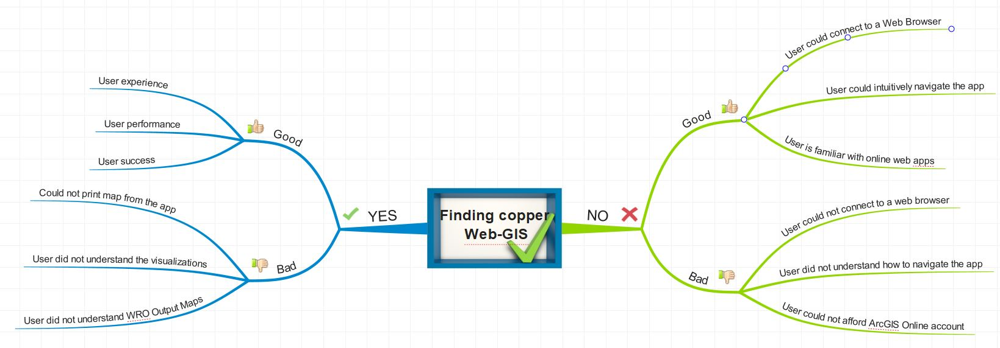 Finding copper
Web-GIS
YES
Good
User experience
User performance
User success
Bad
Could not print map from the app
User did not understand the visualizations
User did not understand WRO Output Maps
NO
Good
User could connect to a Web Browser
User could intuitively navigate the app
User is familiar with online web apps
Bad
User could not connect to a web browser
User did not understand how to navigate the app
User could not afford ArcGIS Online account